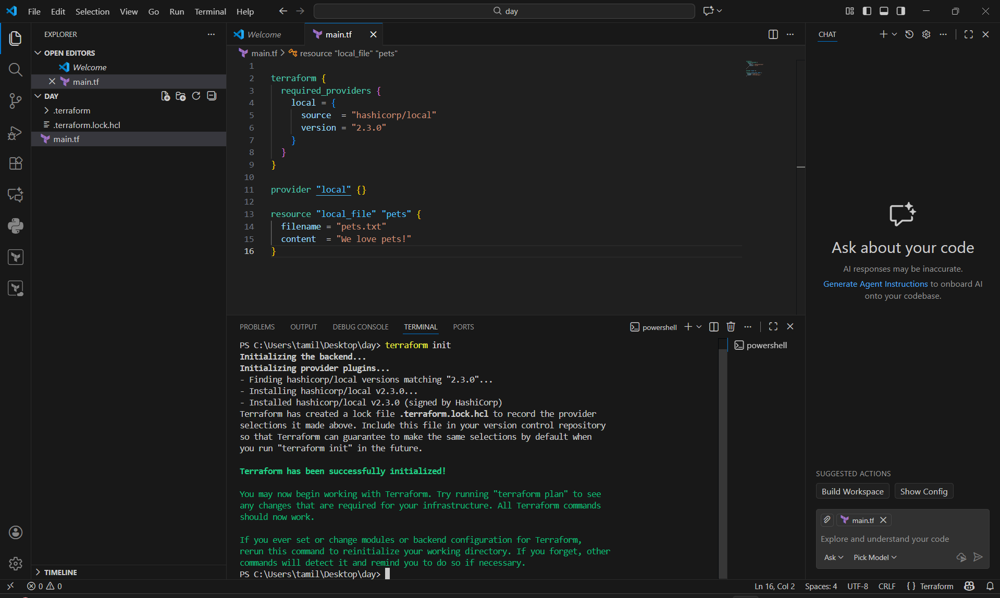 File Edit Selection View Go Run Terminal Help
day
EXPLORER
OPEN EDITORS
Welcome
main.tf
DAY
.terraform
.terraform.lock.hcl
main.tf
TIMELINE
Welcome
main.tf
main.tf > resource "local_file" "pets"
1
2 terraform {
3 required_providers {
4 local = {
5 source  = "hashicorp/local"
6 version = "2.3.0"
7 }
8 }
9 }
10
11 provider "local" {}
12
13 resource "local_file" "pets" {
14 filename = "pets.txt"
15 content  = "We love pets!"
16 }
PROBLEMS OUTPUT DEBUG CONSOLE TERMINAL PORTS
powershell
powershell
PS C:\Users\tamil\Desktop\day> terraform init
Initializing the backend...
Initializing provider plugins...
- Finding hashicorp/local versions matching "2.3.0"...
- Installing hashicorp/local v2.3.0...
- Installed hashicorp/local v2.3.0 (signed by HashiCorp)
Terraform has created a lock file .terraform.lock.hcl to record the provider
selections it made above. Include this file in your version control repository
so that Terraform can guarantee to make the same selections by default when
you run "terraform init" in the future.
Terraform has been successfully initialized!
You may now begin working with Terraform. Try running "terraform plan" to see
any changes that are required for your infrastructure. All Terraform commands
should now work.
If you ever set or change modules or backend configuration for Terraform,
rerun this command to reinitialize your working directory. If you forget, other
commands will detect it and remind you to do so if necessary.
PS C:\Users\tamil\Desktop\day>
CHAT
Ask about your code
AI responses may be inaccurate.
Generate Agent Instructions to onboard AI
onto your codebase.
SUGGESTED ACTIONS
Build Workspace Show Config
main.tf
Explore and understand your code
Ask Pick Model
0 0
Ln 16, Col 2 Spaces: 4 UTF-8 CRLF { } Terraform